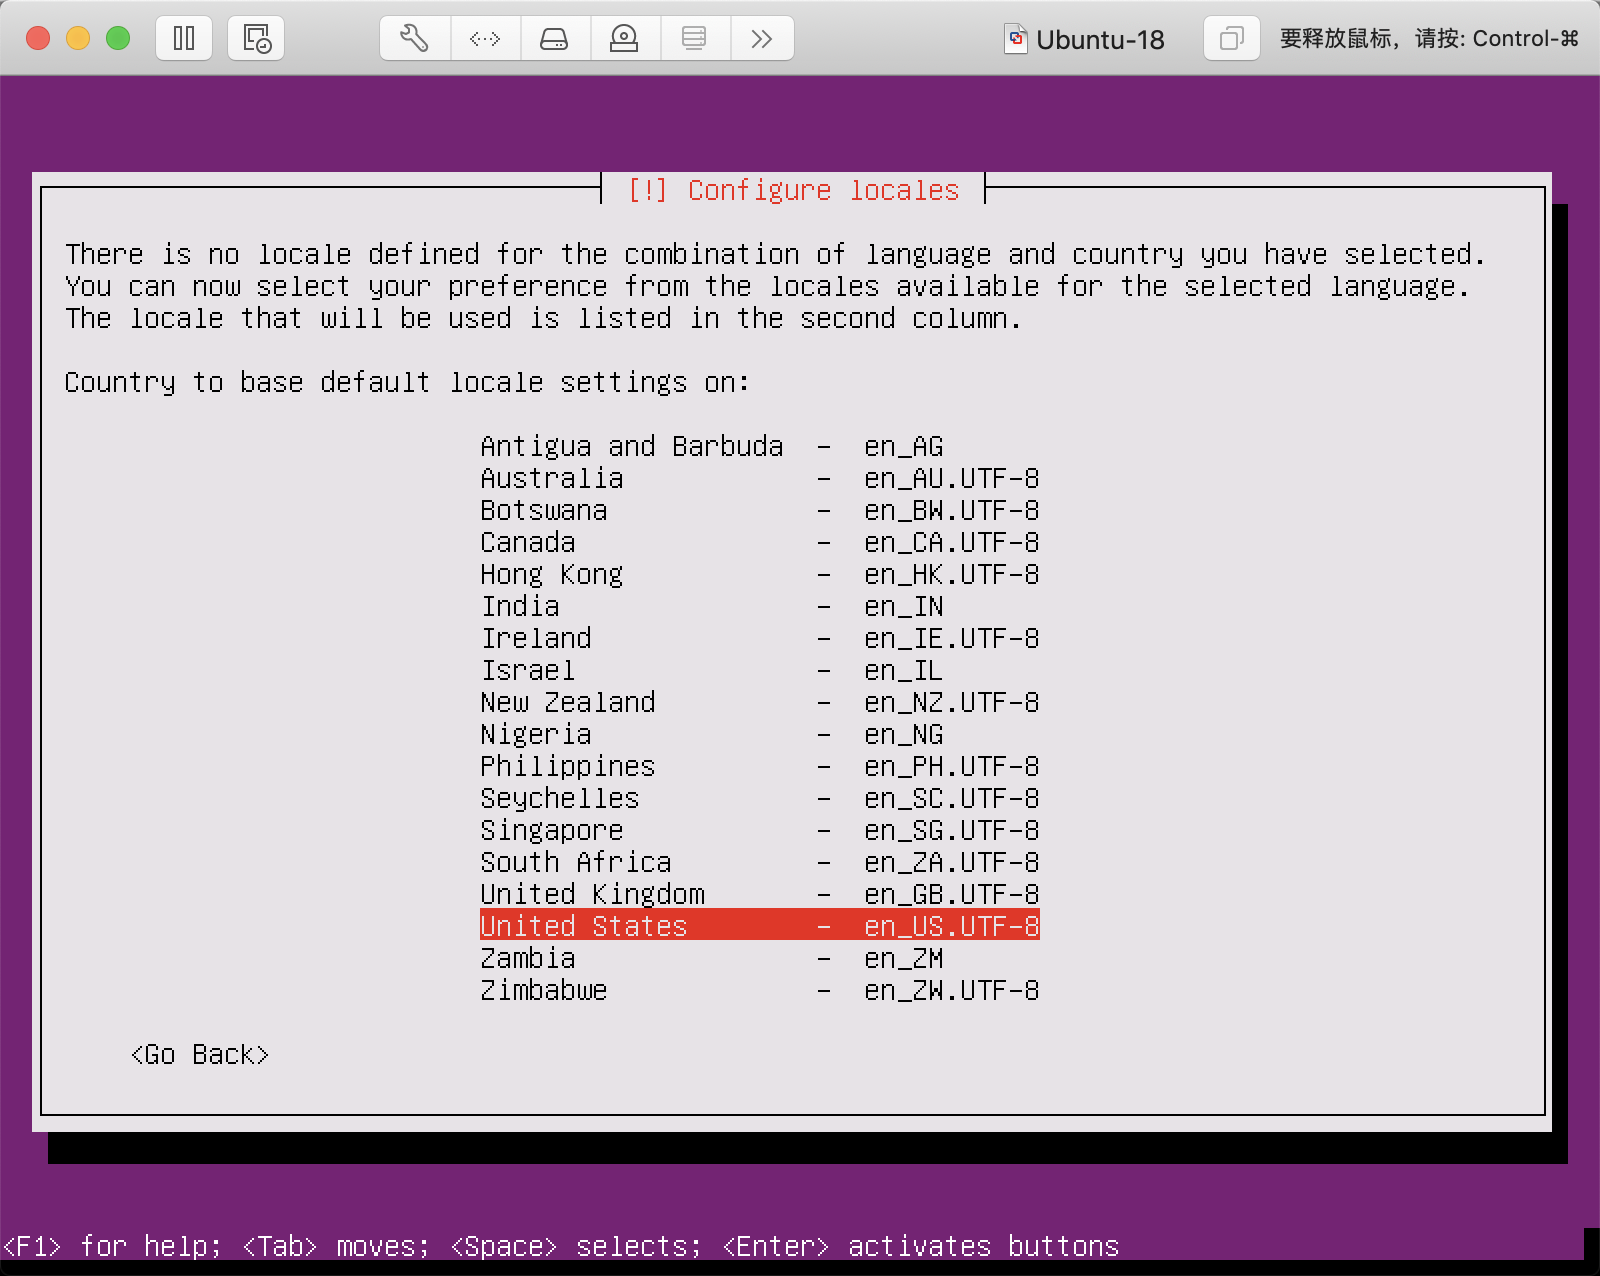 Ubuntu-18
要释放鼠标，请按: Control-⌘
[!] Configure locales
There is no locale defined for the combination of language and country you have selected.
You can now select your preference from the locales available for the selected language.
The locale that will be used is listed in the second column.
Country to base default locale settings on:
Antigua and Barbuda - en_AG
Australia - en_AU.UTF-8
Botswana - en_BW.UTF-8
Canada - en_CA.UTF-8
Hong Kong - en_HK.UTF-8
India - en_IN
Ireland - en_IE.UTF-8
Israel - en_IL
New Zealand - en_NZ.UTF-8
Nigeria - en_NG
Philippines - en_PH.UTF-8
Seychelles - en_SC.UTF-8
Singapore - en_SG.UTF-8
South Africa - en_ZA.UTF-8
United Kingdom - en_GB.UTF-8
United States - en_US.UTF-8
Zambia - en_ZM
Zimbabwe - en_ZW.UTF-8
<Go Back>
<F1> for help; <Tab> moves; <Space> selects; <Enter> activates buttons